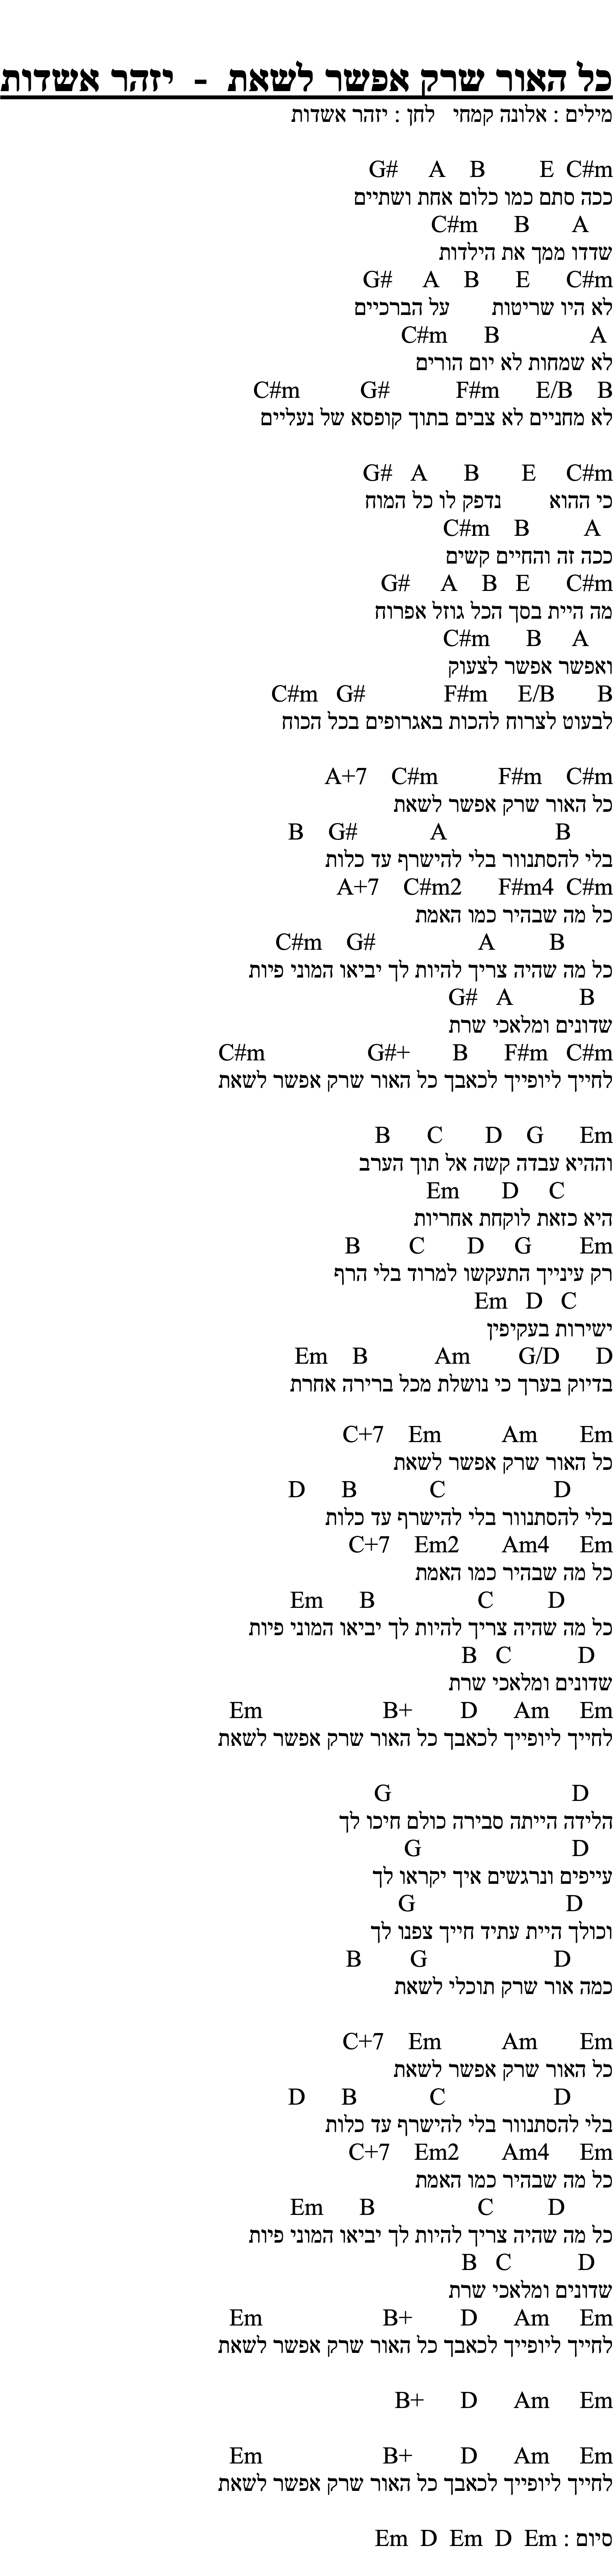 כל האור שרק אפשר לשאת - יזהר אשדות
מילים : אלונה קמחי לחן : יזהר אשדות
G# A B E C#m
ככה סתם כמו כלום אחת ושתיים
C#m B A
שדדו ממך את הילדות
G# A B E C#m
לא היו שריטות על הברכיים
C#m B A
לא שמחות לא יום הורים
C#m G# F#m E/B B
לא מחניים לא צבים בתוך קופסא של נעליים
G# A B E C#m
כי ההוא נדפק לו כל המוח
C#m B A
ככה זה והחיים קשים
G# A B E C#m
מה היית בסך הכל גוזל אפרוח
C#m B A
ואפשר אפשר לצעוק
C#m G# F#m E/B B
לבעוט לצרוח להכות באגרופים בכל הכוח
A+7 C#m F#m C#m
כל האור שרק אפשר לשאת
B G# A B
בלי להסתנוור בלי להישרף עד כלות
A+7 C#m2 F#m4 C#m
כל מה שבהיר כמו האמת
C#m G# A B
כל מה שהיה צריך להיות לך יביאו המוני פיות
G# A B
שדונים ומלאכי שרת
C#m G#+ B F#m C#m
לחייך ליופייך לכאבך כל האור שרק אפשר לשאת
B C D G Em
וההיא עבדה קשה אל תוך הערב
Em D C
היא כזאת לוקחת אחריות
B C D G Em
רק עינייך התעקשו למרוד בלי הרף
Em D C
ישירות בעקיפין
Em B Am G/D D
בדיוק בערך כי נושלת מכל ברירה אחרת
C+7 Em Am Em
כל האור שרק אפשר לשאת
D B C D
בלי להסתנוור בלי להישרף עד כלות
C+7 Em2 Am4 Em
כל מה שבהיר כמו האמת
Em B C D
כל מה שהיה צריך להיות לך יביאו המוני פיות
B C D
שדונים ומלאכי שרת
Em B+ D Am Em
לחייך ליופייך לכאבך כל האור שרק אפשר לשאת
G D
הלידה הייתה סבירה כולם חיכו לך
G D
עייפים ונרגשים איך יקראו לך
G D
וכולך היית עתיד חייך צפנו לך
B G D
כמה אור שרק תוכלי לשאת
C+7 Em Am Em
כל האור שרק אפשר לשאת
D B C D
בלי להסתנוור בלי להישרף עד כלות
C+7 Em2 Am4 Em
כל מה שבהיר כמו האמת
Em B C D
כל מה שהיה צריך להיות לך יביאו המוני פיות
B C D
שדונים ומלאכי שרת
Em B+ D Am Em
לחייך ליופייך לכאבך כל האור שרק אפשר לשאת
B+ D Am Em
Em B+ D Am Em
לחייך ליופייך לכאבך כל האור שרק אפשר לשאת
סיום : Em D Em D Em